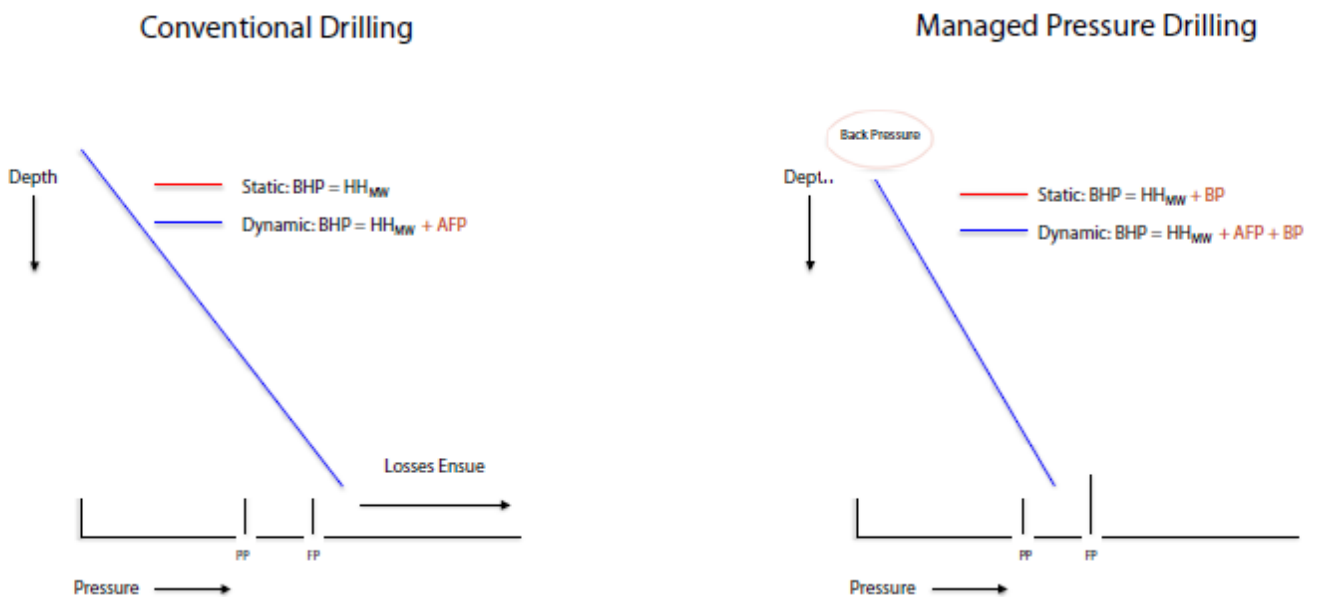 Conventional Drilling
Depth
Static: BHP = HHMW
Dynamic: BHP = HHMW + AFP
Losses Ensue
PP
FP
Pressure
Managed Pressure Drilling
Back Pressure
Depth
Static: BHP = HHMW + BP
Dynamic: BHP = HHMW + AFP + BP
PP
FP
Pressure